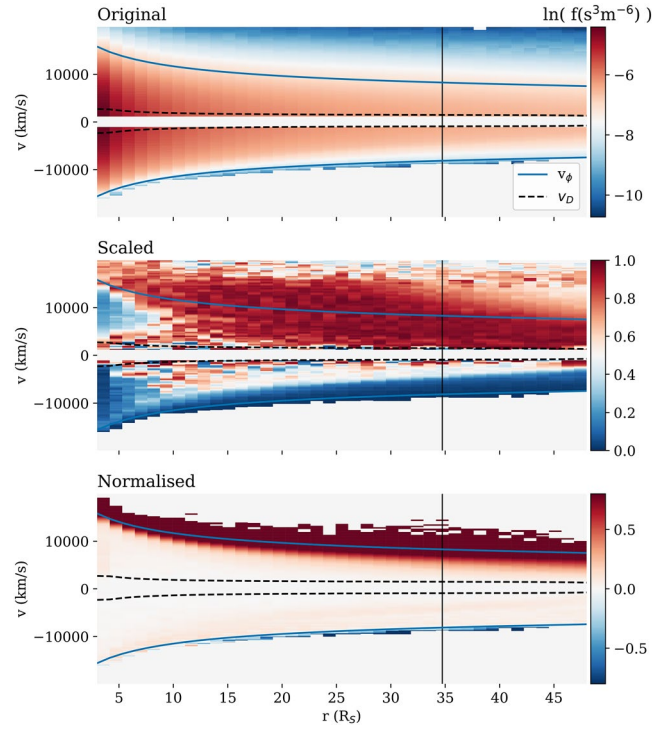 Original
ln( f(s³m⁻⁶) )
10000
0
−10000
v (km/s)
v_ϕ
v_D
−6
−8
−10
Scaled
10000
0
−10000
v (km/s)
1.0
0.8
0.6
0.4
0.2
0.0
Normalised
10000
0
−10000
v (km/s)
0.5
0.0
−0.5
5 10 15 20 25 30 35 40 45
r (R_S)